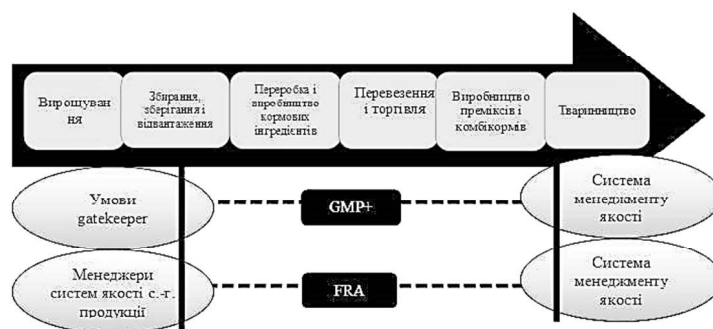 Вирощуван
ня
Збирання,
зберігання і
відвантаження
Переробка і
виробництво
кормових
інгредієнтів
Перевезення
і торгівля
Виробництво
преміксів і
комбікормів
Тваринництво
Умови
gatekeeper
GMP+
Система
менеджменту
якості
Менеджери
систем якості с.-г.
продукції
FRA
Система
менеджменту
якості